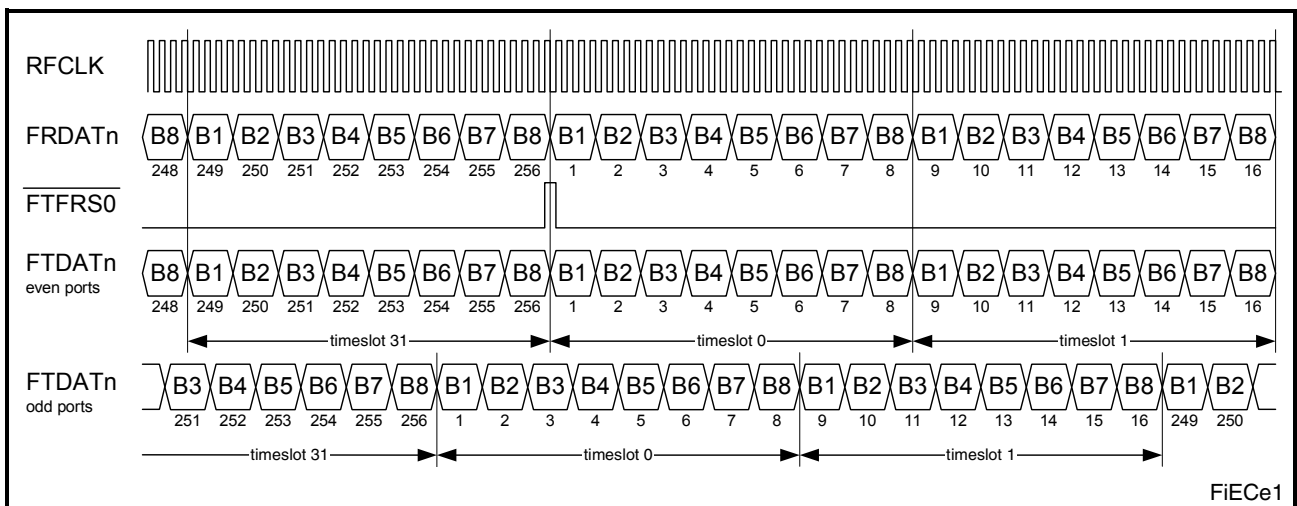 RFCLK
FRDATn B8 B1 B2 B3 B4 B5 B6 B7 B8 B1 B2 B3 B4 B5 B6 B7 B8 B1 B2 B3 B4 B5 B6 B7 B8
248 249 250 251 252 253 254 255 256 1 2 3 4 5 6 7 8 9 10 11 12 13 14 15 16
FTFRS0
FTDATn B8 B1 B2 B3 B4 B5 B6 B7 B8 B1 B2 B3 B4 B5 B6 B7 B8 B1 B2 B3 B4 B5 B6 B7 B8
even ports
248 249 250 251 252 253 254 255 256 1 2 3 4 5 6 7 8 9 10 11 12 13 14 15 16
timeslot 31 timeslot 0 timeslot 1
FTDATn B3 B4 B5 B6 B7 B8 B1 B2 B3 B4 B5 B6 B7 B8 B1 B2 B3 B4 B5 B6 B7 B8 B1 B2
odd ports
251 252 253 254 255 256 1 2 3 4 5 6 7 8 9 10 11 12 13 14 15 16 249 250
timeslot 31 timeslot 0 timeslot 1
FiECe1